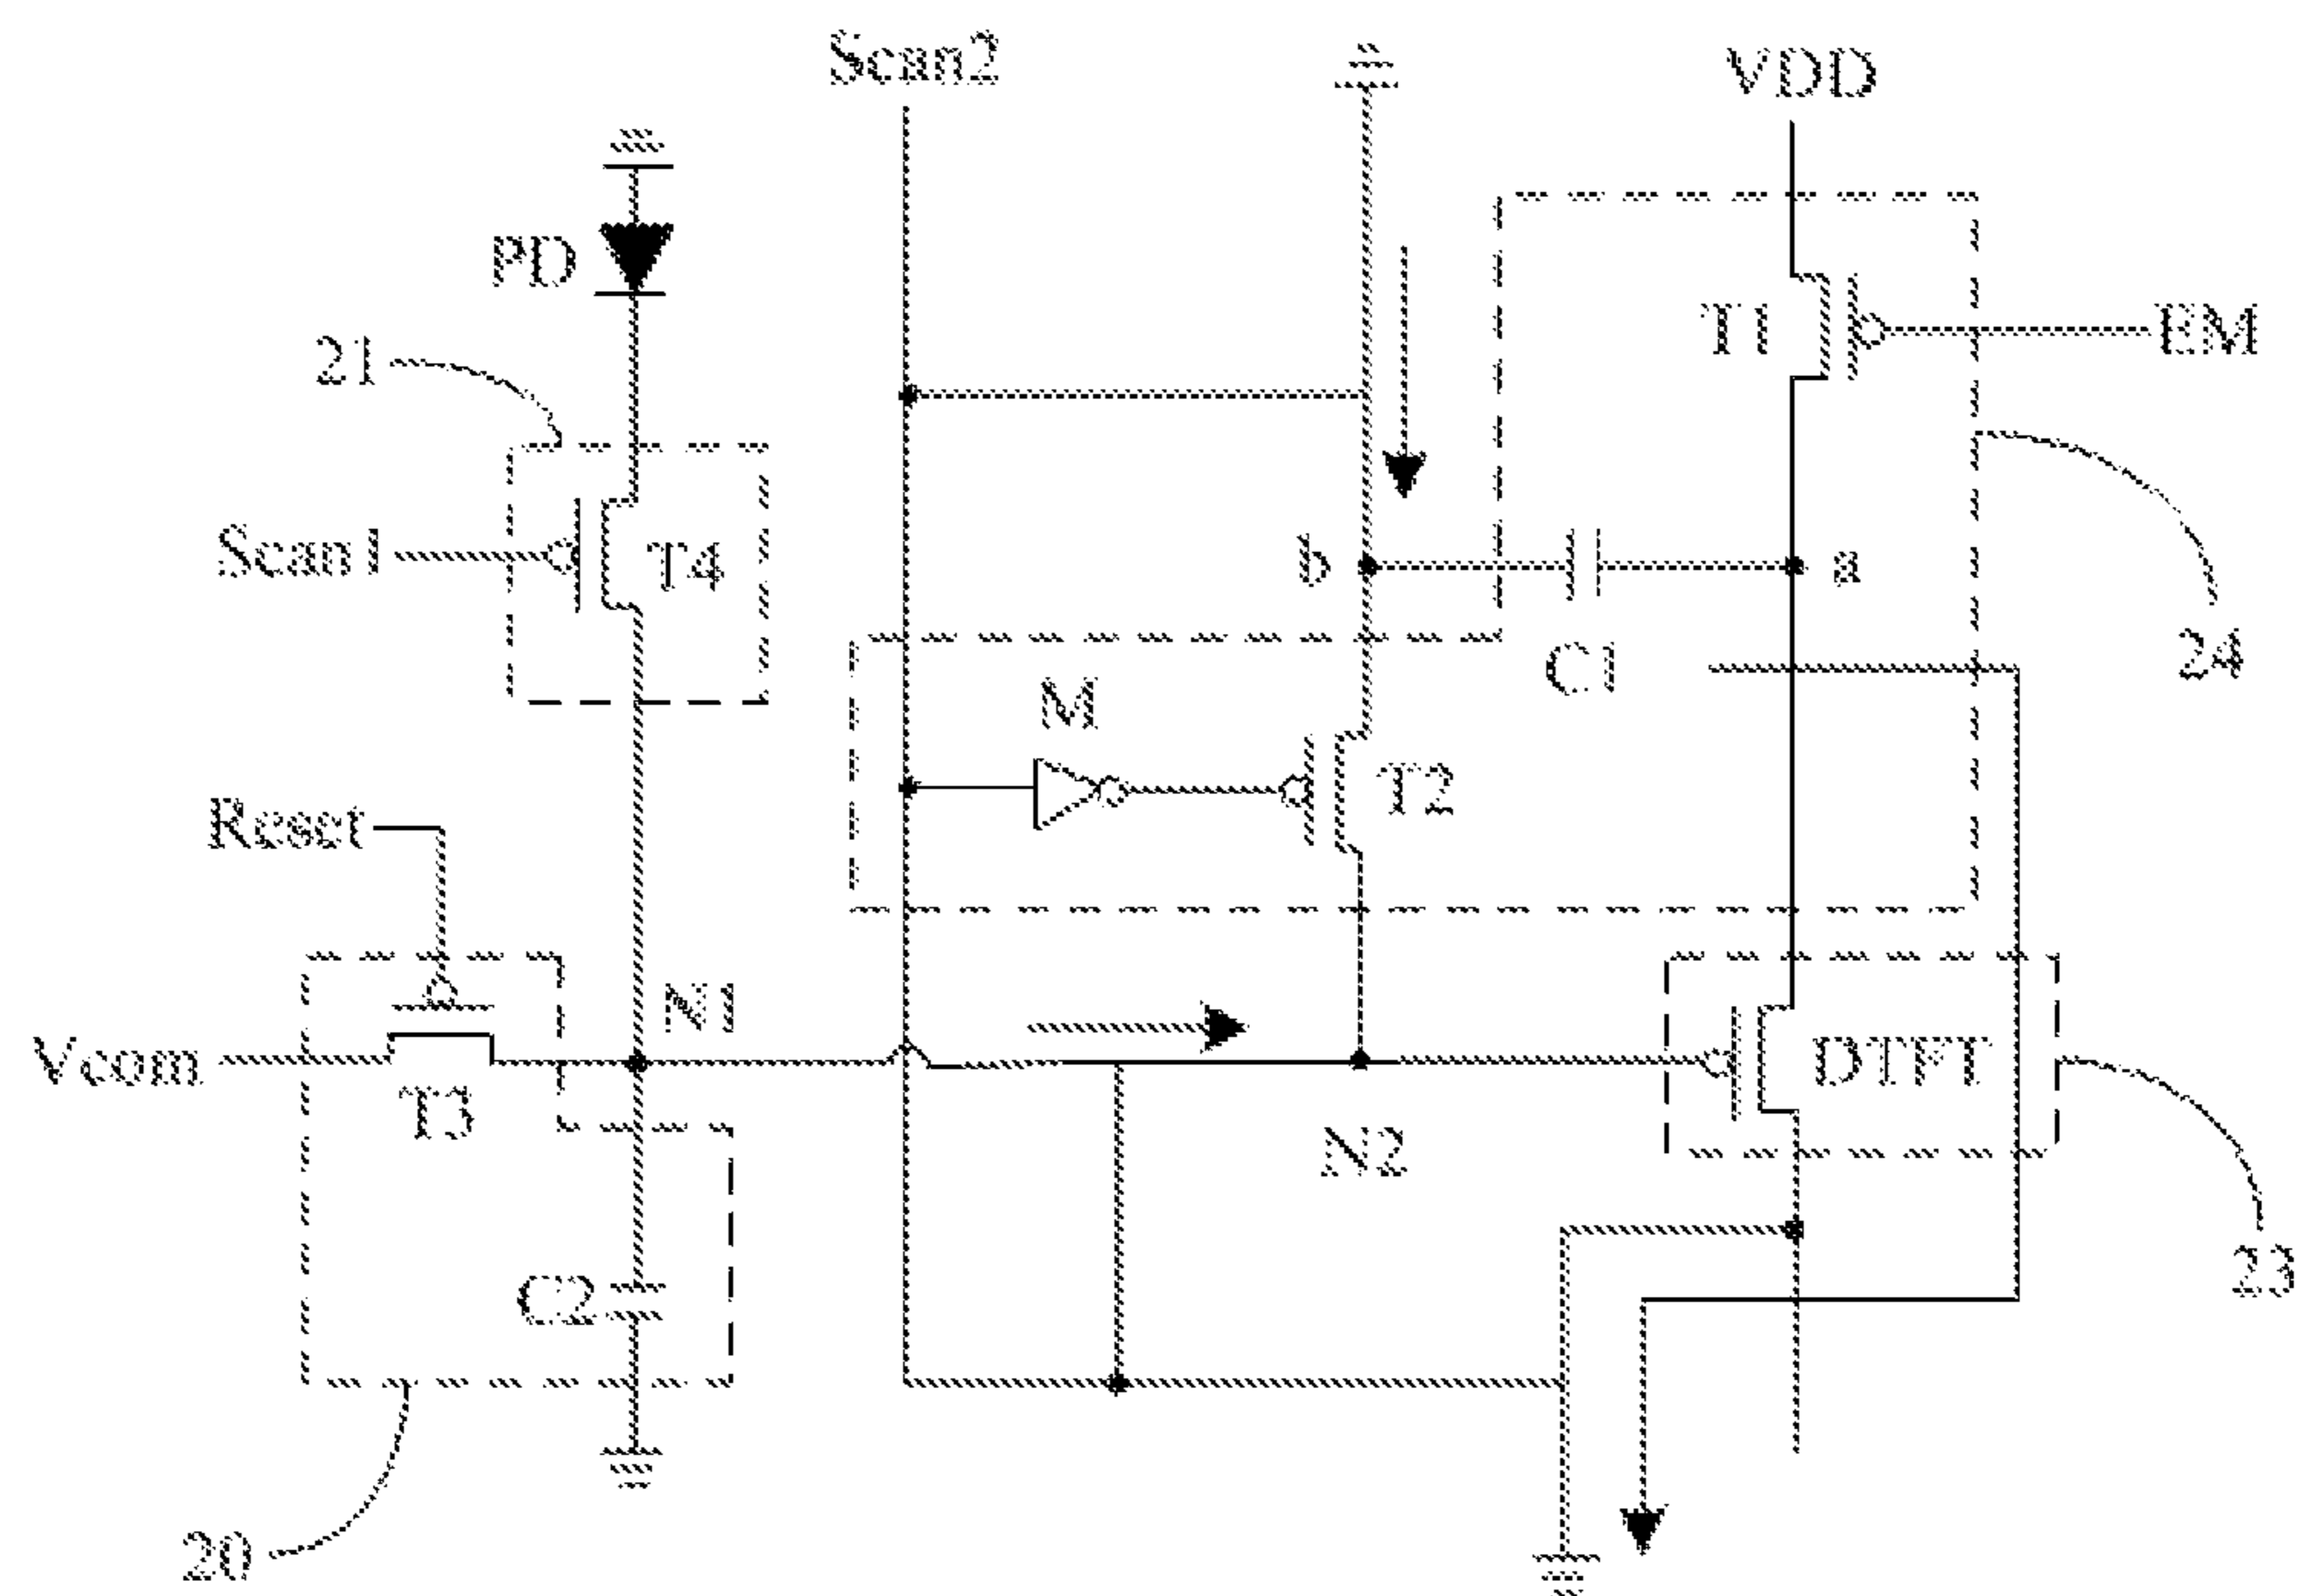 Scan2
VDD
PD
T1
EM
21
Scan1
T4
b
a
C1
24
M
T2
Reset
N1
Vcom
T3
DTFT
N2
C2
23
20